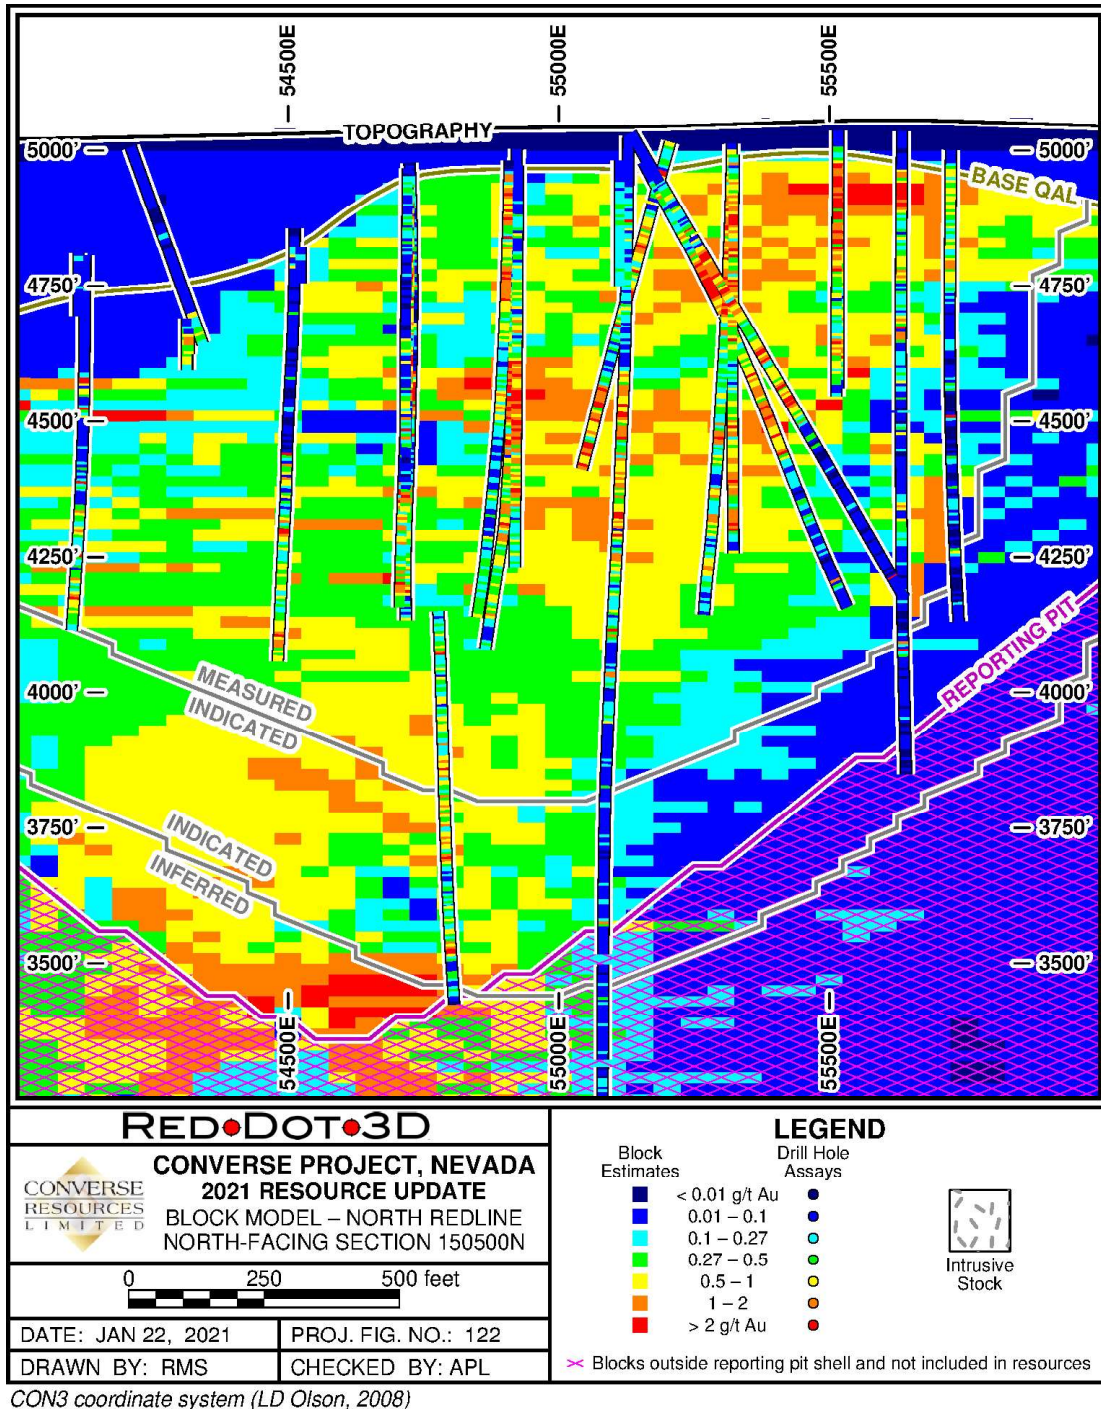 54500E
55000E
55500E
TOPOGRAPHY
5000'
5000'
BASE QAL
4750'
4750'
4500'
4500'
4250'
4250'
REPORTING PIT
MEASURED
INDICATED
4000'
4000'
INDICATED
INFERRED
3750'
3750'
3500'
3500'
54500E
55000E
55500E
RED•DOT•3D
CONVERSE
RESOURCES
LIMITED
CONVERSE PROJECT, NEVADA
2021 RESOURCE UPDATE
BLOCK MODEL – NORTH REDLINE
NORTH-FACING SECTION 150500N
0 250 500 feet
DATE: JAN 22, 2021
PROJ. FIG. NO.: 122
DRAWN BY: RMS
CHECKED BY: APL
LEGEND
Block
Estimates
Drill Hole
Assays
< 0.01 g/t Au
0.01 – 0.1
0.1 – 0.27
0.27 – 0.5
0.5 – 1
1 – 2
> 2 g/t Au
Intrusive
Stock
Blocks outside reporting pit shell and not included in resources
CON3 coordinate system (LD Olson, 2008)